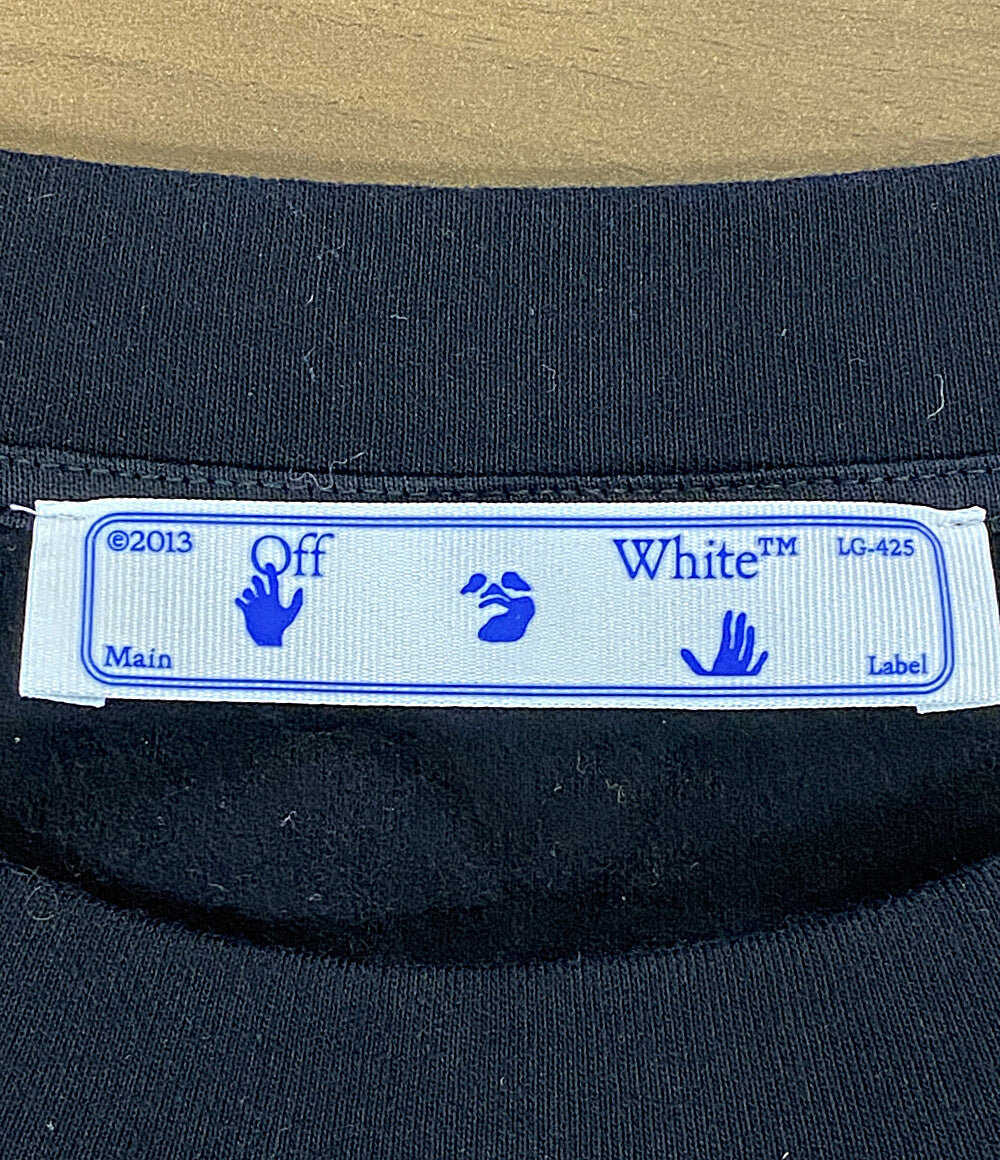 ©2013 Off White™ LG-425
Main Label